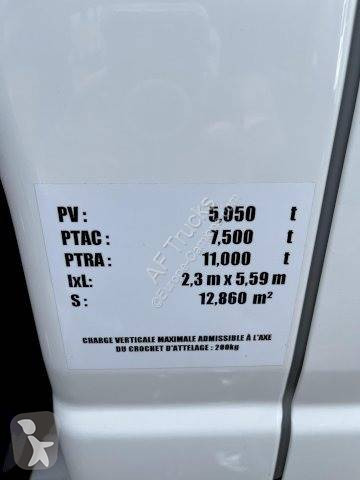 PV : 5,050 t
PTAC : 7,500 t
PTRA : 11,000 t
lxL: 2,3 m x 5,59 m
S : 12,860 m²
CHARGE VERTICALE MAXIMALE ADMISSIBLE À L'AXE
DU CROCHET D'ATTELAGE : 280kg
AF Trucks